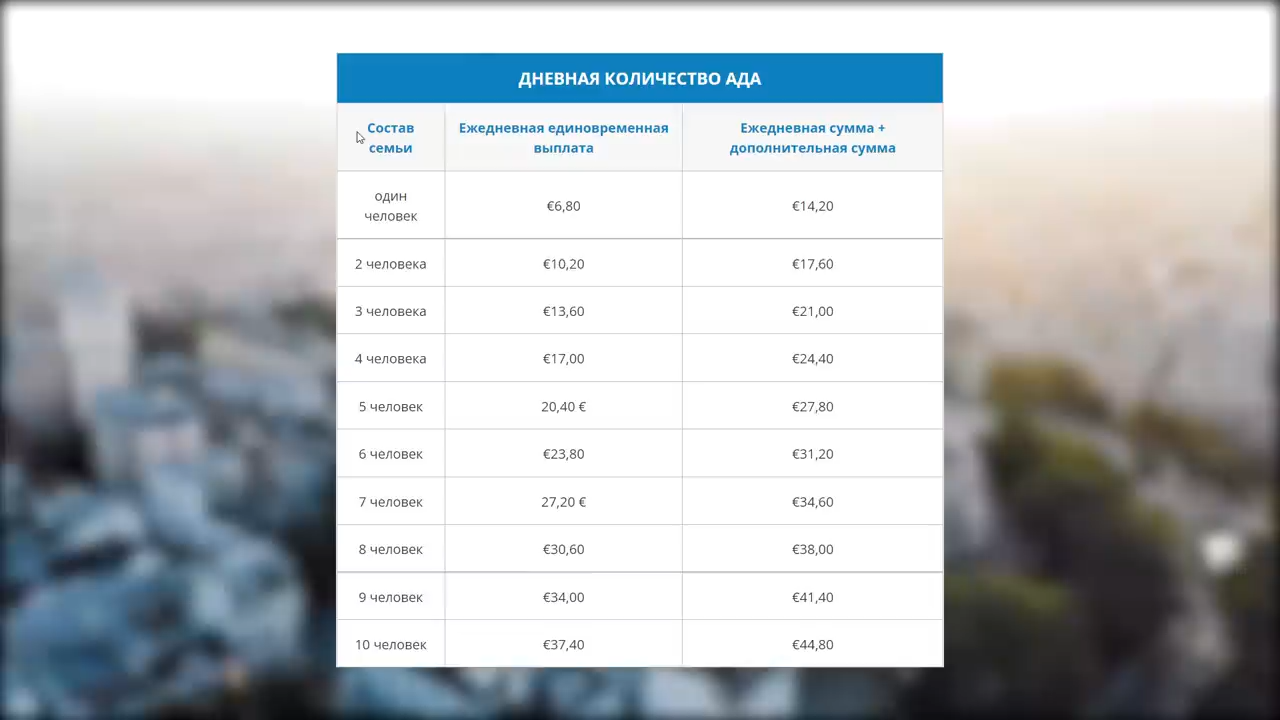 ДНЕВНАЯ КОЛИЧЕСТВО АДА
Состав семьи
Ежедневная единовременная выплата
Ежедневная сумма + дополнительная сумма
один человек €6,80 €14,20
2 человека €10,20 €17,60
3 человека €13,60 €21,00
4 человека €17,00 €24,40
5 человек 20,40 € €27,80
6 человек €23,80 €31,20
7 человек 27,20 € €34,60
8 человек €30,60 €38,00
9 человек €34,00 €41,40
10 человек €37,40 €44,80